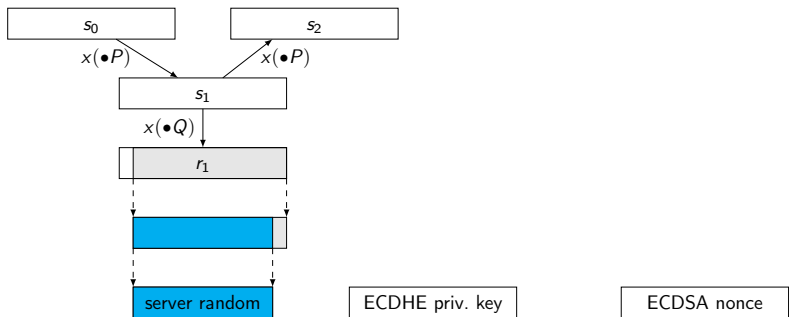 s₀ s₂
x(•P) x(•P)
s₁
x(•Q)
r₁
server random ECDHE priv. key ECDSA nonce